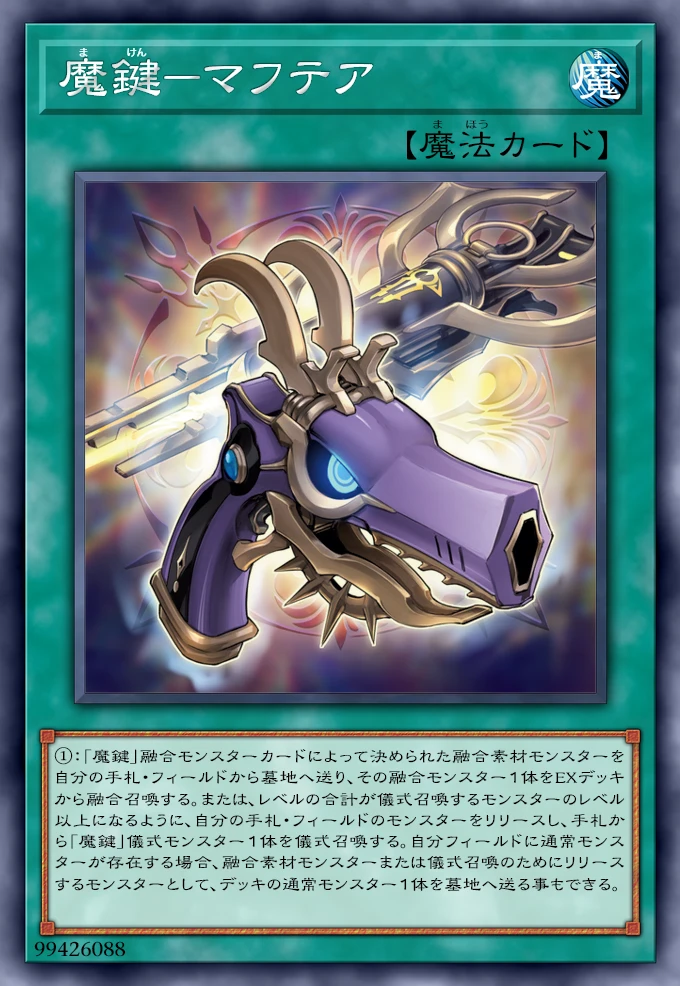 魔鍵－マフテア
魔
【魔法カード】
①：「魔鍵」融合モンスターカードによって決められた融合素材モンスターを
自分の手札・フィールドから墓地へ送り、その融合モンスター１体をEXデッキ
から融合召喚する。または、レベルの合計が儀式召喚するモンスターのレベル
以上になるように、自分の手札・フィールドのモンスターをリリースし、手札か
ら「魔鍵」儀式モンスター１体を儀式召喚する。自分フィールドに通常モンス
ターが存在する場合、融合素材モンスターまたは儀式召喚のためにリリース
するモンスターとして、デッキの通常モンスター１体を墓地へ送る事もできる。
99426088